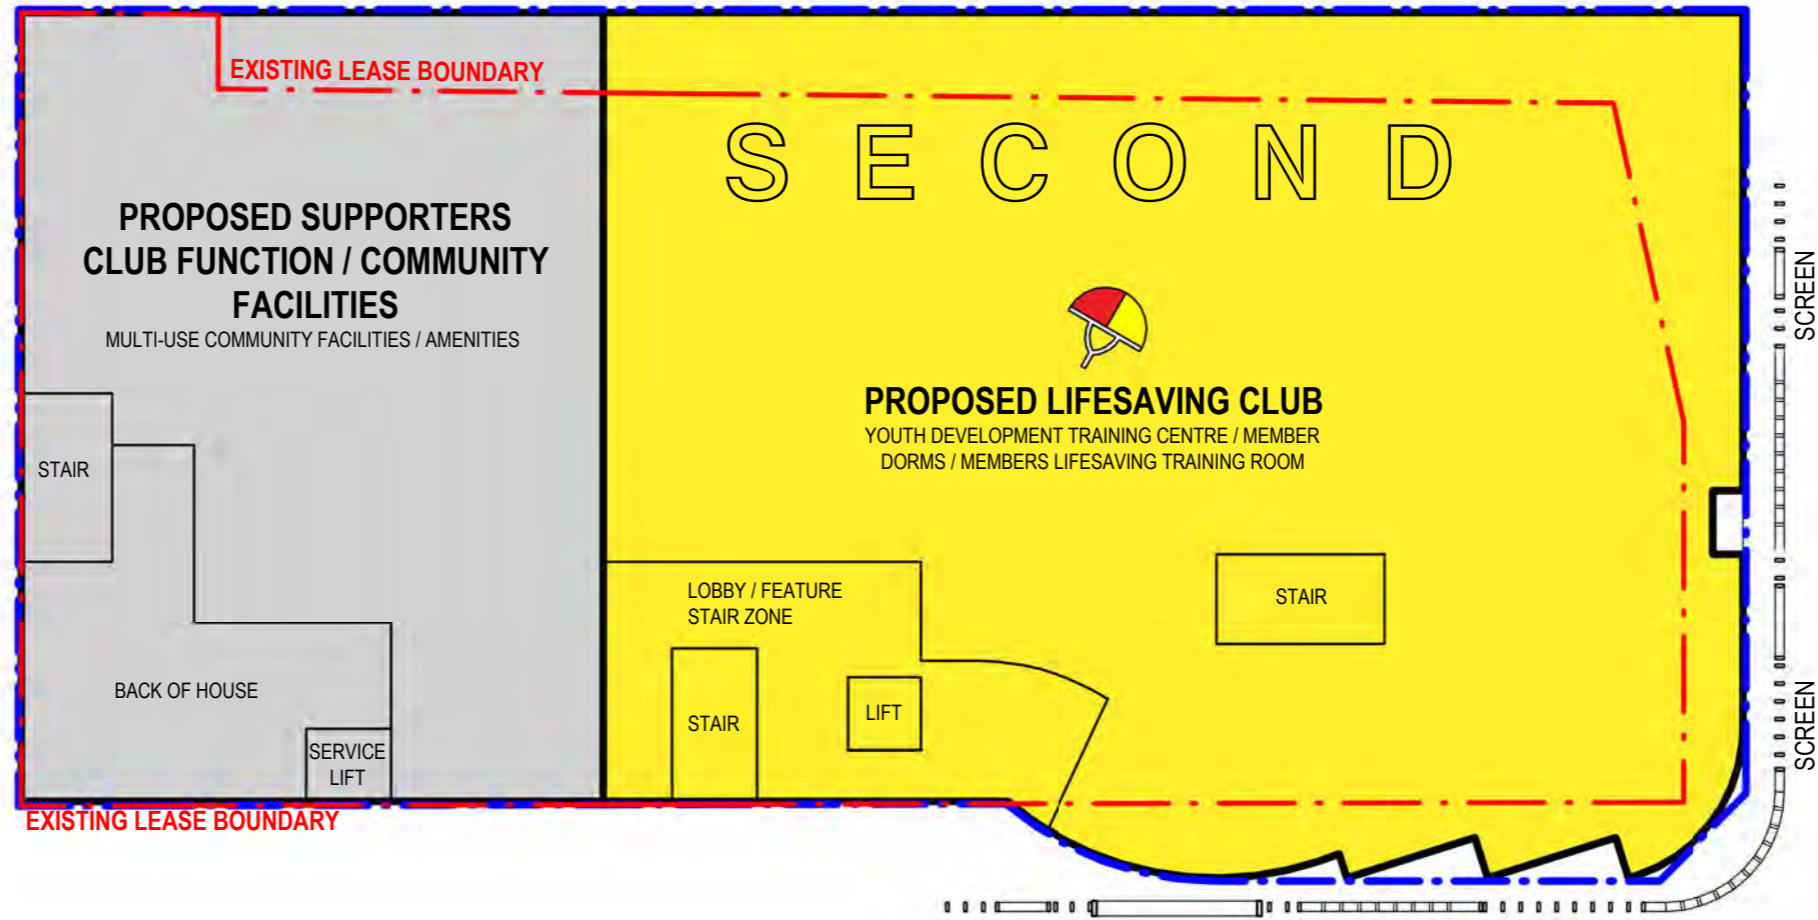 EXISTING LEASE BOUNDARY
SECOND
PROPOSED SUPPORTERS
CLUB FUNCTION / COMMUNITY
FACILITIES
MULTI-USE COMMUNITY FACILITIES / AMENITIES
SCREEN
PROPOSED LIFESAVING CLUB
YOUTH DEVELOPMENT TRAINING CENTRE / MEMBER
DORMS / MEMBERS LIFESAVING TRAINING ROOM
STAIR
LOBBY / FEATURE
STAIR ZONE
STAIR
BACK OF HOUSE
STAIR
LIFT
SCREEN
SERVICE
LIFT
EXISTING LEASE BOUNDARY